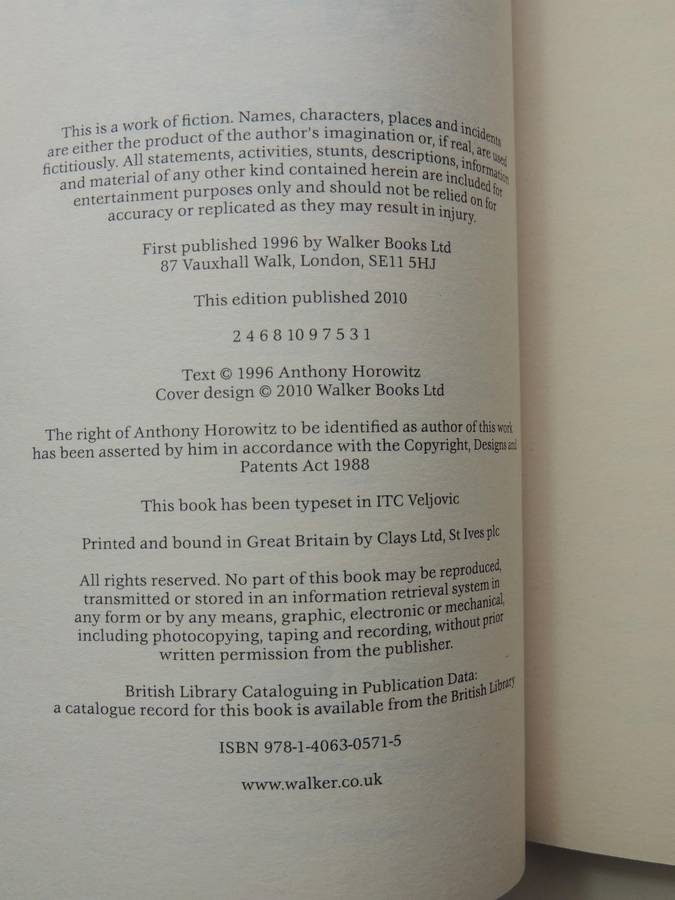 This is a work of fiction. Names, characters, places and incidents
are either the product of the author's imagination or, if real, are used
fictitiously. All statements, activities, stunts, descriptions, information
and material of any other kind contained herein are included for
entertainment purposes only and should not be relied on for
accuracy or replicated as they may result in injury.
First published 1996 by Walker Books Ltd
87 Vauxhall Walk, London, SE11 5HJ
This edition published 2010
2 4 6 8 10 9 7 5 3 1
Text © 1996 Anthony Horowitz
Cover design © 2010 Walker Books Ltd
The right of Anthony Horowitz to be identified as author of this work
has been asserted by him in accordance with the Copyright, Designs and
Patents Act 1988
This book has been typeset in ITC Veljovic
Printed and bound in Great Britain by Clays Ltd, St Ives plc
All rights reserved. No part of this book may be reproduced,
transmitted or stored in an information retrieval system in
any form or by any means, graphic, electronic or mechanical,
including photocopying, taping and recording, without prior
written permission from the publisher.
British Library Cataloguing in Publication Data:
a catalogue record for this book is available from the British Library
ISBN 978-1-4063-0571-5
www.walker.co.uk